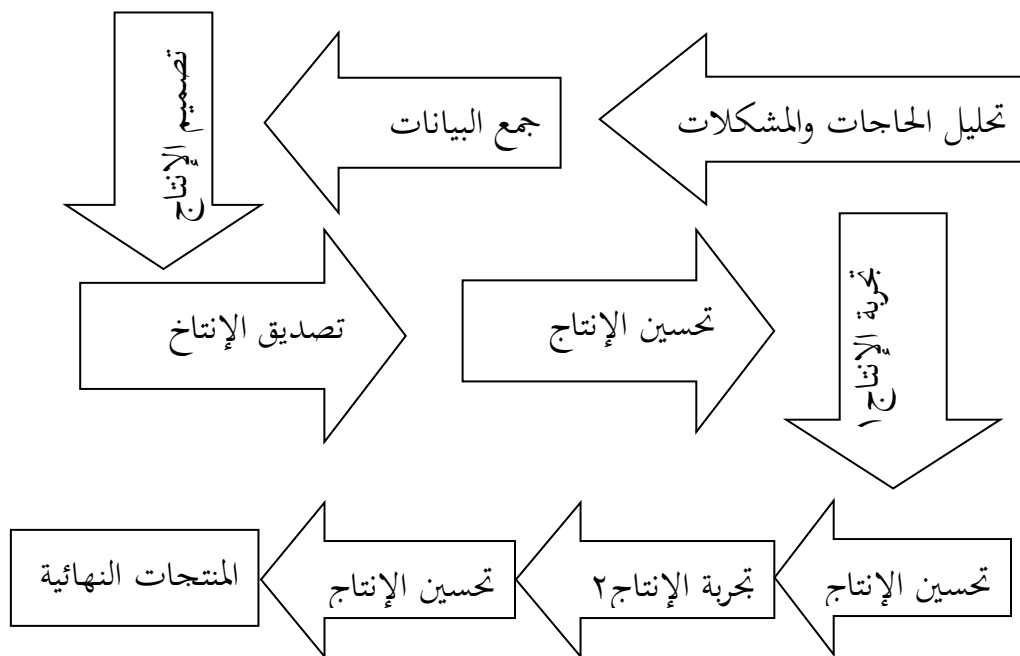 تحليل الحاجات والمشكلات
جمع البيانات
تصميم الإنتاج
تصديق الإنتاخ
تحسين الإنتاج
تجربة الإنتاج١
تحسين الإنتاج
تجربة الإنتاج٢
تحسين الإنتاج
المنتجات النهائية